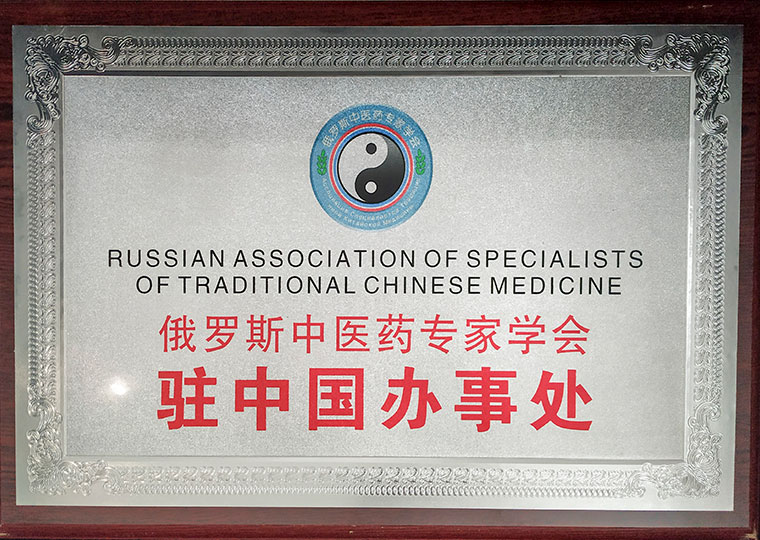 俄罗斯中医药专家学会
RUSSIAN ASSOCIATION OF SPECIALISTS
OF TRADITIONAL CHINESE MEDICINE
俄罗斯中医药专家学会
驻中国办事处